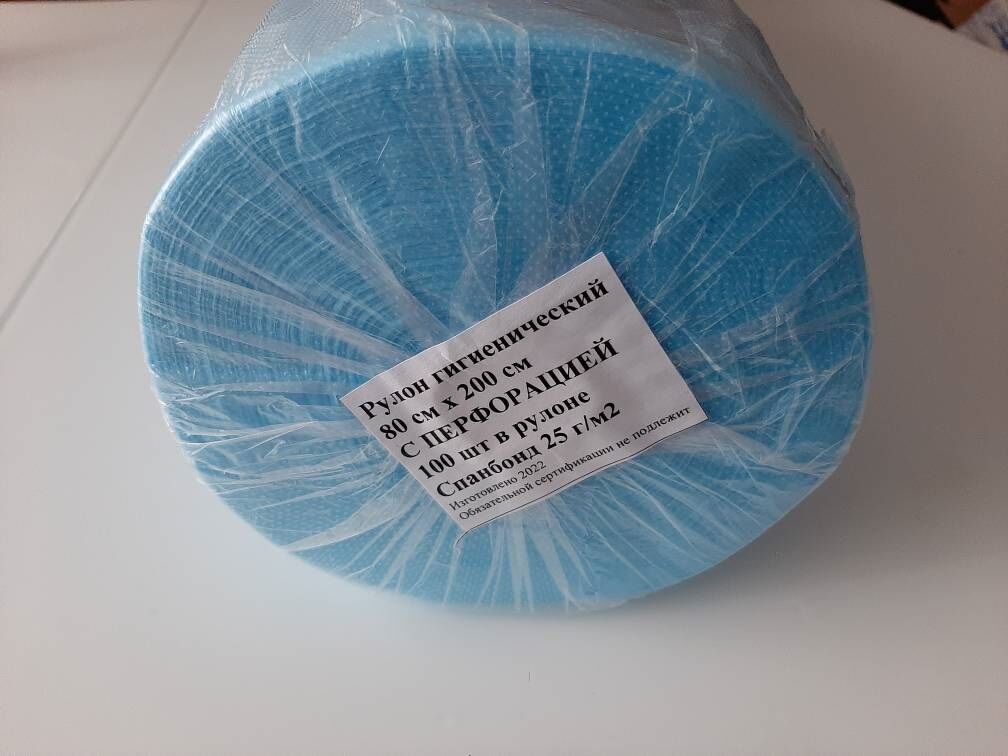 Рулон гигиенический
80 см х 200 см
С ПЕРФОРАЦИЕЙ
100 шт в рулоне
Спанбонд 25 г/м2
Изготовлено 2022
Обязательной сертификации не подлежит